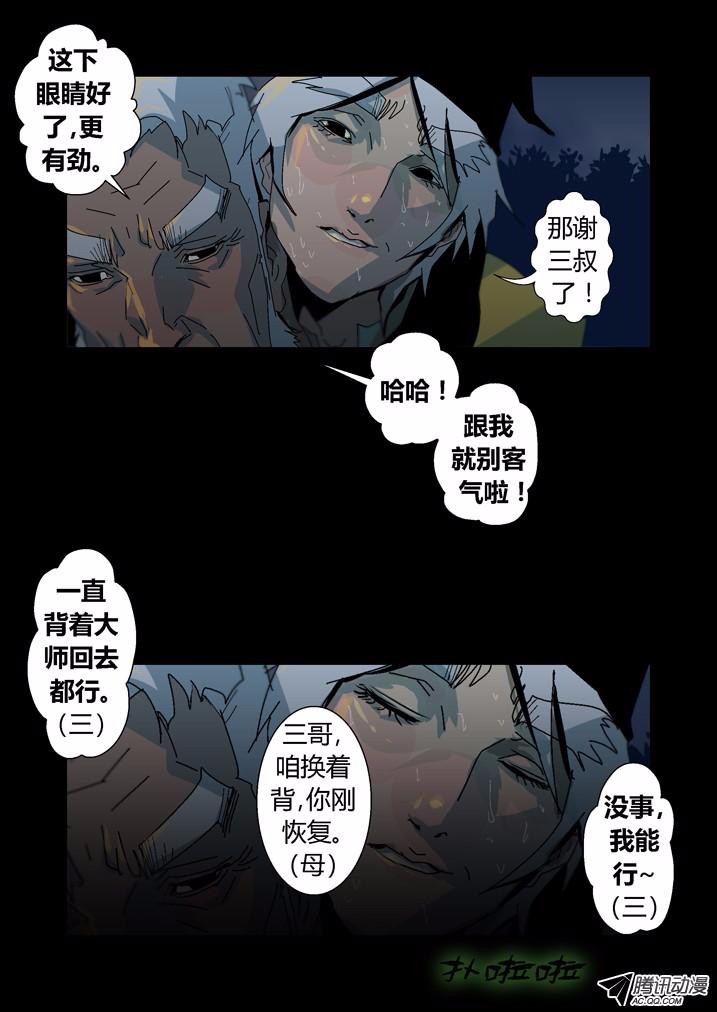 这下
眼睛好
了,更
有劲。
那谢
三叔
了！
哈哈！
跟我
就别客
气啦！
一直
背着大
师回去
都行。
（三）
三哥，
咱换着
背,你刚
恢复。
（母）
没事，
我能
行~
（三）
扑啦啦
腾讯动漫
AC.QQ.COM